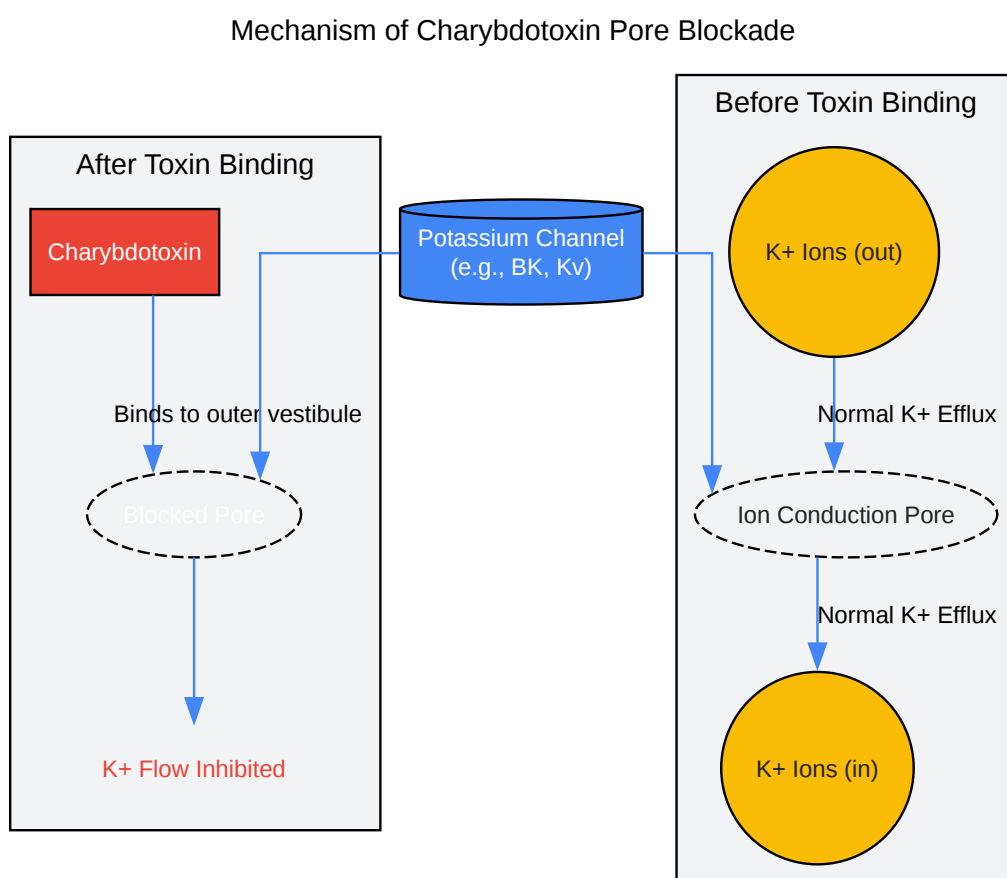 Mechanism of Charybdotoxin Pore Blockade
After Toxin Binding
Charybdotoxin
Binds to outer vestibule
Blocked Pore
K+ Flow Inhibited
Potassium Channel
(e.g., BK, Kv)
Before Toxin Binding
K+ Ions (out)
Normal K+ Efflux
Ion Conduction Pore
Normal K+ Efflux
K+ Ions (in)